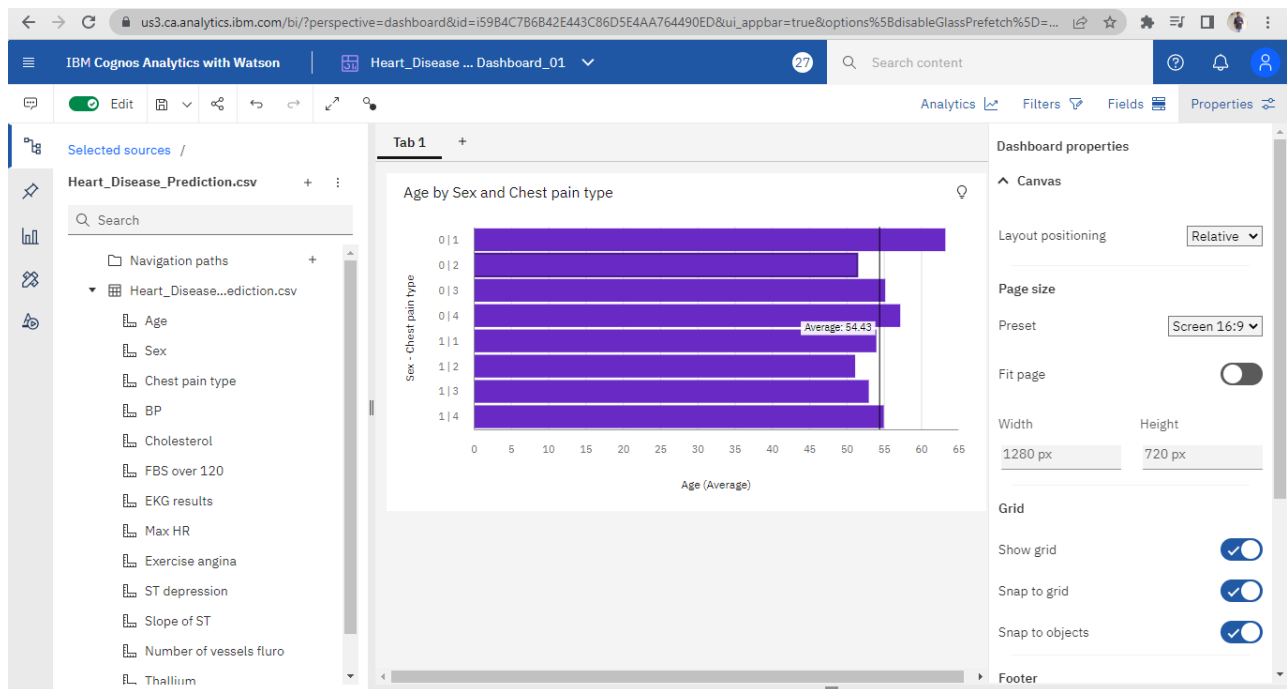 us3.ca.analytics.ibm.com/bi/?perspective=dashboard&id=i59B4C7B6B42E443C86D5E4AA764490ED&ui_appbar=true&options%5BdisableGlassPrefetch%5D=...
IBM Cognos Analytics with Watson
Heart_Disease ... Dashboard_01
27
Search content
Edit
Analytics
Filters
Fields
Properties
Selected sources /
Heart_Disease_Prediction.csv
Search
Navigation paths
Heart_Disease...ediction.csv
Age
Sex
Chest pain type
BP
Cholesterol
FBS over 120
EKG results
Max HR
Exercise angina
ST depression
Slope of ST
Number of vessels fluro
Thallium
Tab 1
Age by Sex and Chest pain type
Sex - Chest pain type
0|1
0|2
0|3
0|4
1|1
1|2
1|3
1|4
Average: 54.43
0 5 10 15 20 25 30 35 40 45 50 55 60 65
Age (Average)
Dashboard properties
Canvas
Layout positioning
Relative
Page size
Preset
Screen 16:9
Fit page
Width Height
1280 px 720 px
Grid
Show grid
Snap to grid
Snap to objects
Footer